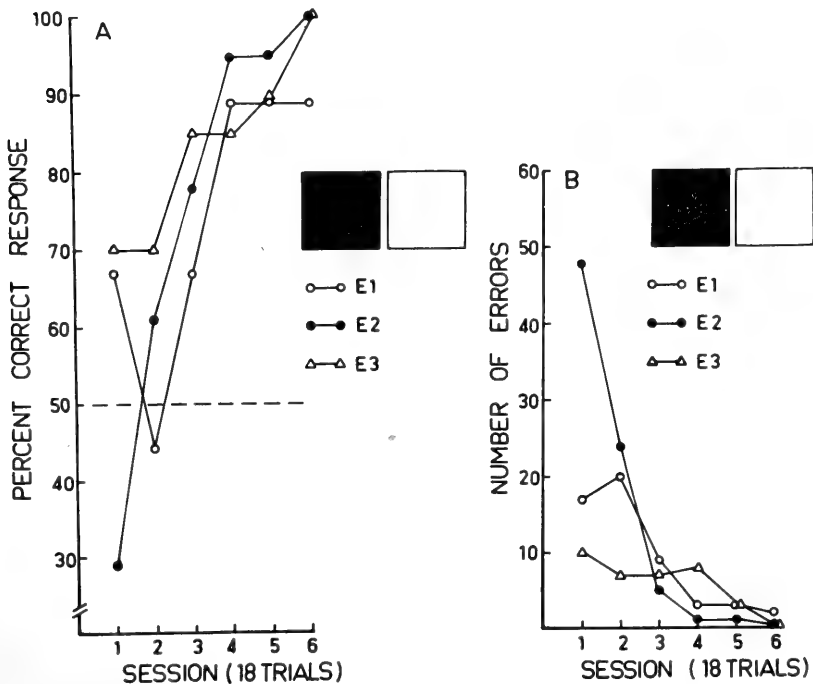 A
PERCENT CORRECT RESPONSE
100
90
80
70
60
50
30
1 2 3 4 5 6
SESSION (18 TRIALS)
E1
E2
E3
B
NUMBER OF ERRORS
60
50
40
30
20
10
1 2 3 4 5 6
SESSION (18 TRIALS)
E1
E2
E3